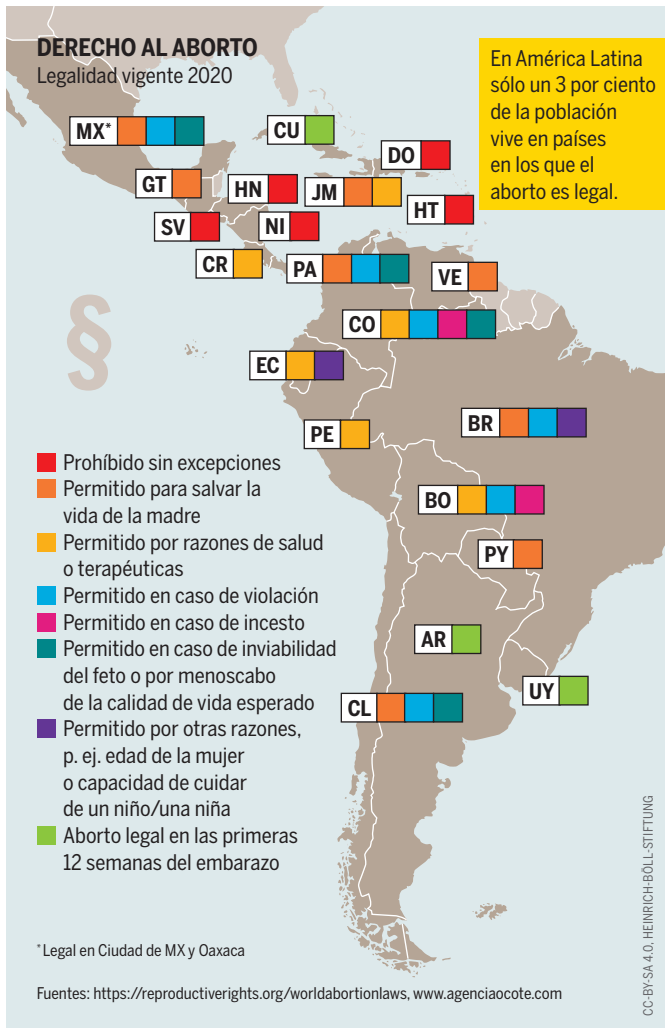 DERECHO AL ABORTO
Legalidad vigente 2020
En América Latina
sólo un 3 por ciento
de la población
vive en países
en los que el
aborto es legal.
MX*
CU
DO
GT
HN
JM
HT
SV
NI
CR
PA
VE
§
CO
EC
BR
PE
BO
PY
AR
UY
CL
Prohíbido sin excepciones
Permitido para salvar la
vida de la madre
Permitido por razones de salud
o terapéuticas
Permitido en caso de violación
Permitido en caso de incesto
Permitido en caso de inviabilidad
del feto o por menoscabo
de la calidad de vida esperado
Permitido por otras razones,
p. ej. edad de la mujer
o capacidad de cuidar
de un niño/una niña
Aborto legal en las primeras
12 semanas del embarazo
*Legal en Ciudad de MX y Oaxaca
Fuentes: https://reproductiverights.org/worldabortionlaws, www.agenciaocote.com
CC-BY-SA 4.0, HEINRICH-BÖLL-STIFTUNG